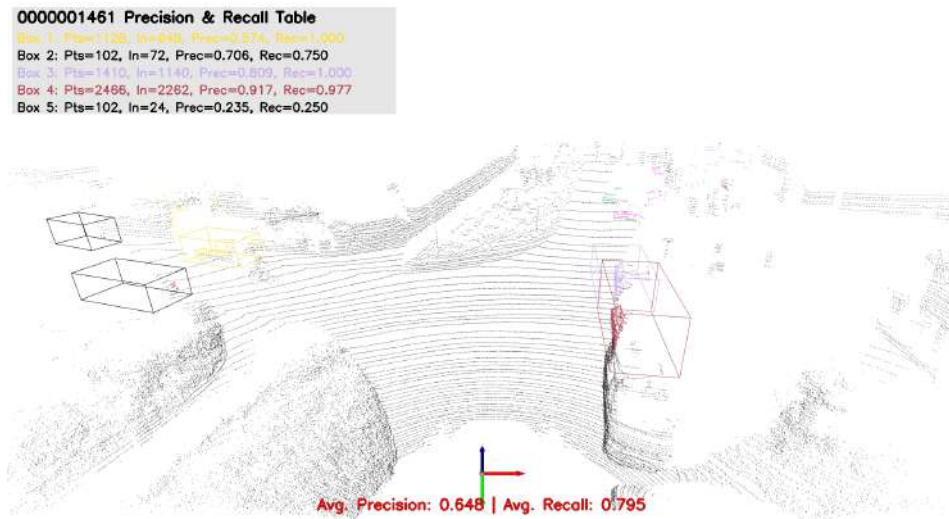 0000001461 Precision & Recall Table
Box 1: Pts=1128, In=648, Prec=0.574, Rec=1.000
Box 2: Pts=102, In=72, Prec=0.706, Rec=0.750
Box 3: Pts=1410, In=1140, Prec=0.809, Rec=1.000
Box 4: Pts=2466, In=2262, Prec=0.917, Rec=0.977
Box 5: Pts=102, In=24, Prec=0.235, Rec=0.250
Avg. Precision: 0.648 | Avg. Recall: 0.795